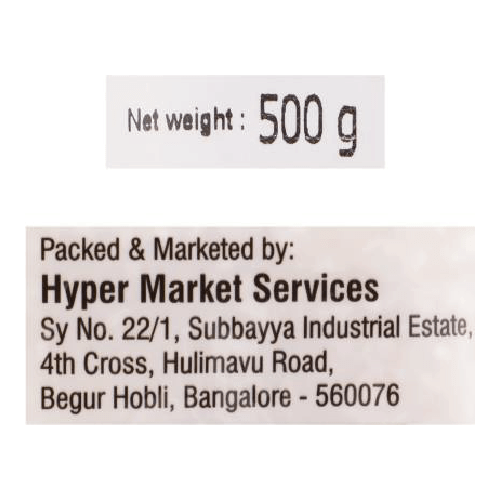 Net weight : 500 g
Packed & Marketed by:
Hyper Market Services
Sy No. 22/1, Subbayya Industrial Estate,
4th Cross, Hulimavu Road,
Begur Hobli, Bangalore - 560076